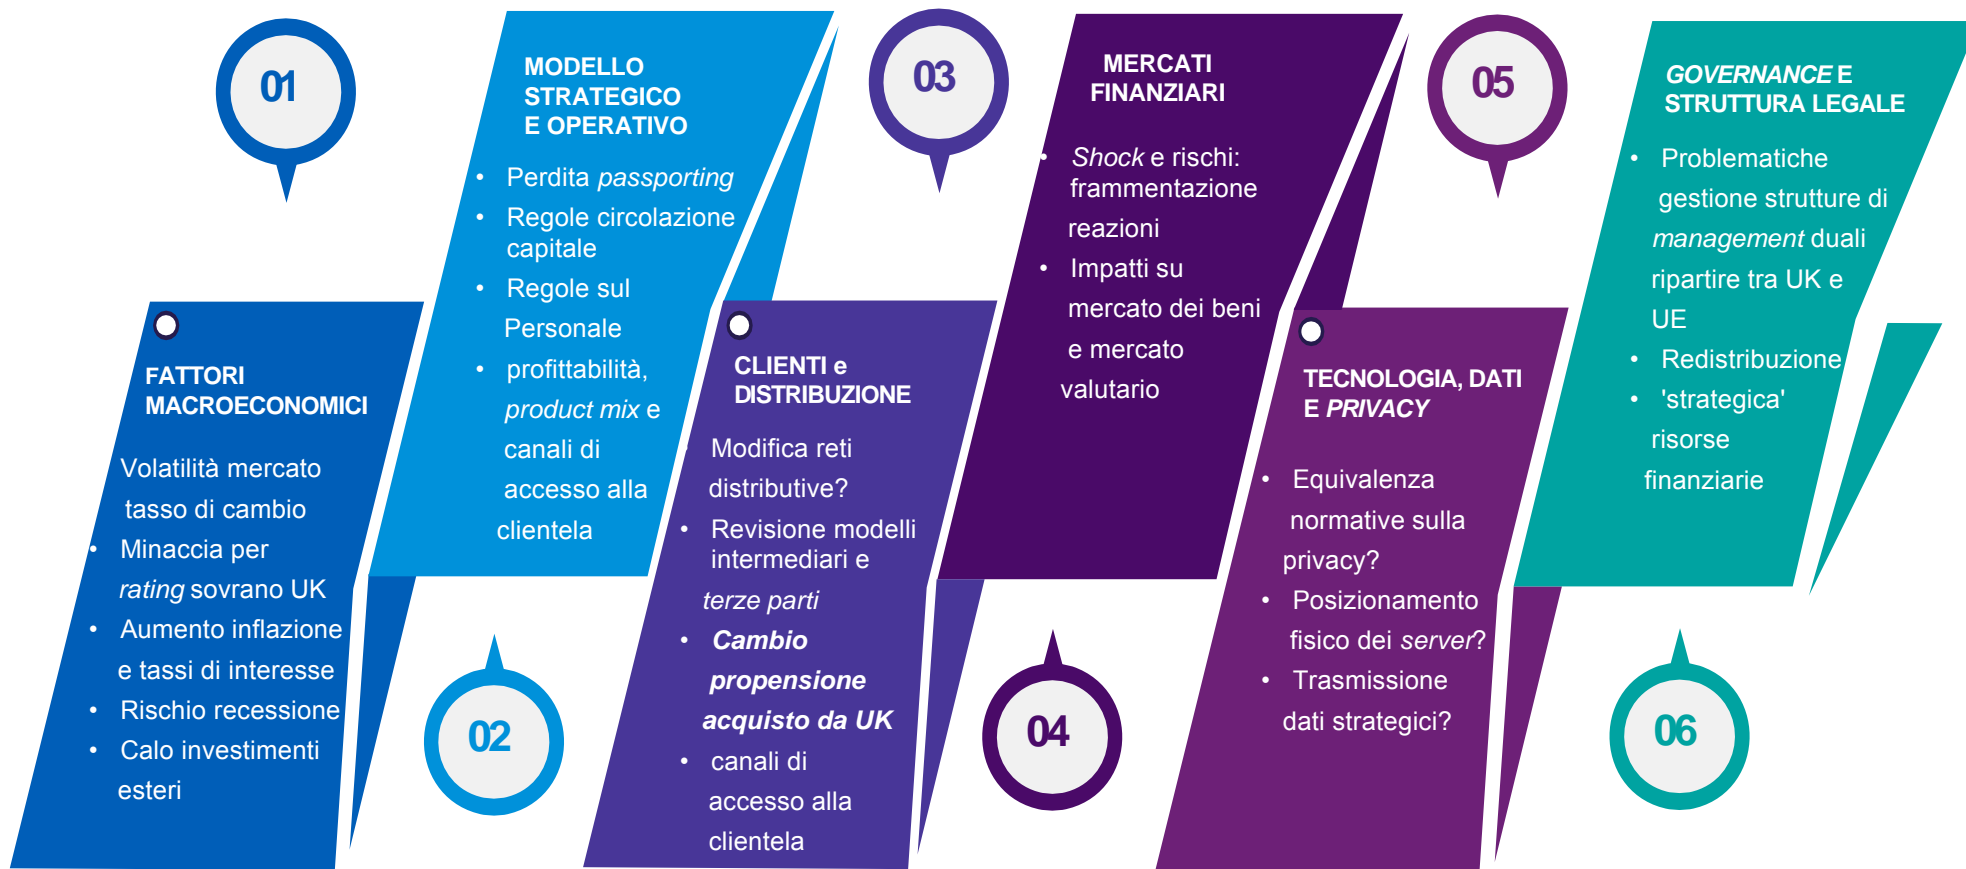 01
FATTORI
MACROECONOMICI
Volatilità mercato
tasso di cambio
• Minaccia per
rating sovrano UK
• Aumento inflazione
e tassi di interesse
• Rischio recessione
• Calo investimenti
esteri
MODELLO
STRATEGICO
E OPERATIVO
• Perdita passporting
• Regole circolazione
capitale
• Regole sul
Personale
• profittabilità,
product mix e
canali di
accesso alla
clientela
02
03
CLIENTI e
DISTRIBUZIONE
• Modifica reti
distributive?
• Revisione modelli
intermediari e
terze parti
• Cambio
propensione
acquisto da UK
• canali di
accesso alla
clientela
MERCATI
FINANZIARI
• Shock e rischi:
frammentazione
reazioni
• Impatti su
mercato dei beni
e mercato
valutario
04
05
TECNOLOGIA, DATI
E PRIVACY
• Equivalenza
normative sulla
privacy?
• Posizionamento
fisico dei server?
• Trasmissione
dati strategici?
GOVERNANCE E
STRUTTURA LEGALE
• Problematiche
gestione strutture di
management duali
ripartire tra UK e
UE
• Redistribuzione
• 'strategica'
risorse
finanziarie
06